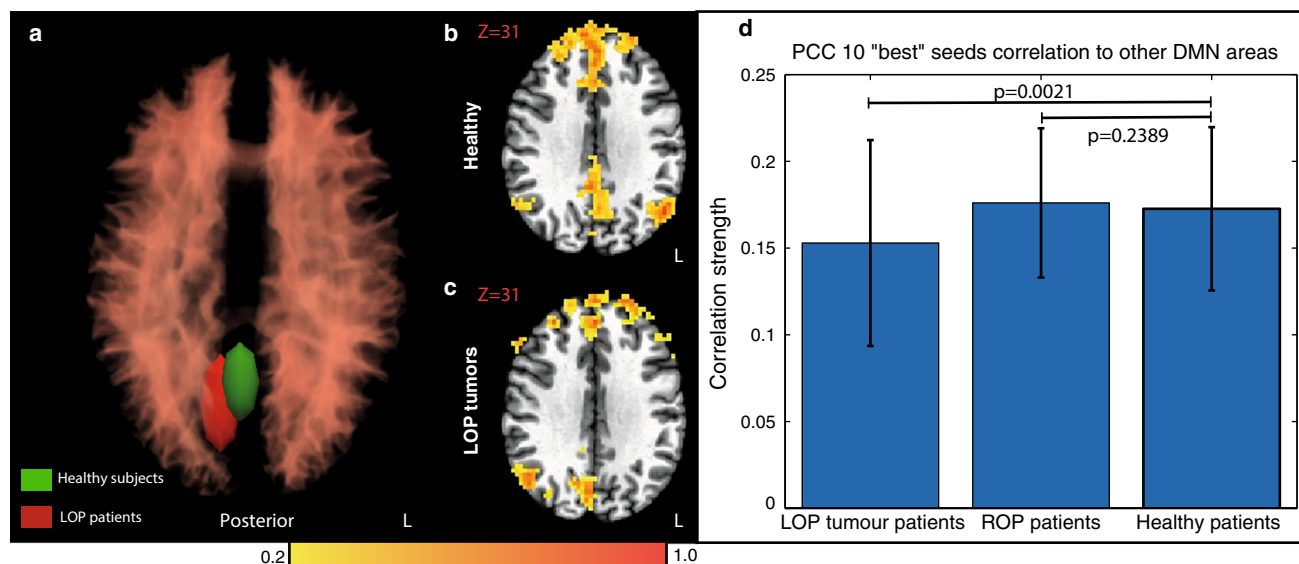 a
Healthy subjects
LOP patients
Posterior
L
b
Z=31
Healthy
L
c
Z=31
LOP tumors
L
0.2
1.0
d
PCC 10 "best" seeds correlation to other DMN areas
0.25
0.2
0.15
0.1
0.05
0
Correlation strength
p=0.0021
p=0.2389
LOP tumour patients
ROP patients
Healthy patients